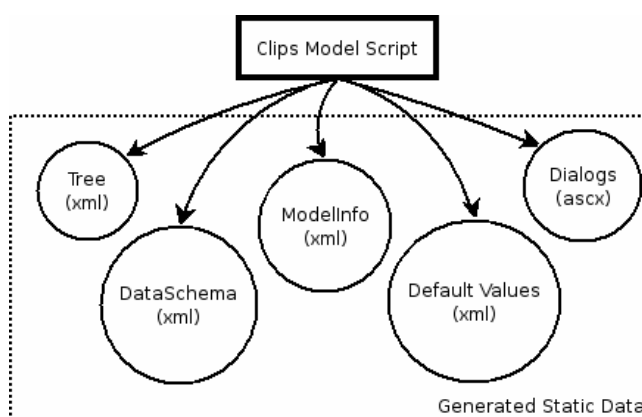 Clips Model Script
Tree
(xml)
DataSchema
(xml)
ModelInfo
(xml)
Default Values
(xml)
Dialogs
(ascx)
Generated Static Data